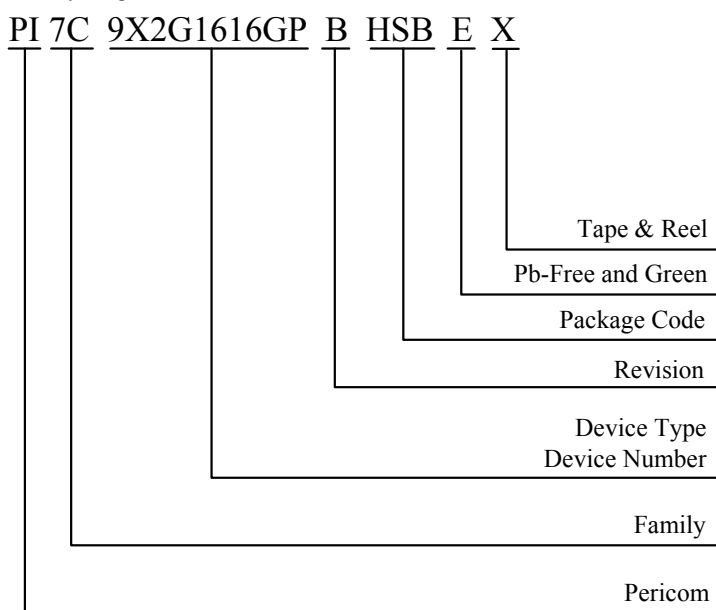 PI 7C 9X2G1616GP B HSB E X
Tape & Reel
Pb-Free and Green
Package Code
Revision
Device Type
Device Number
Family
Pericom